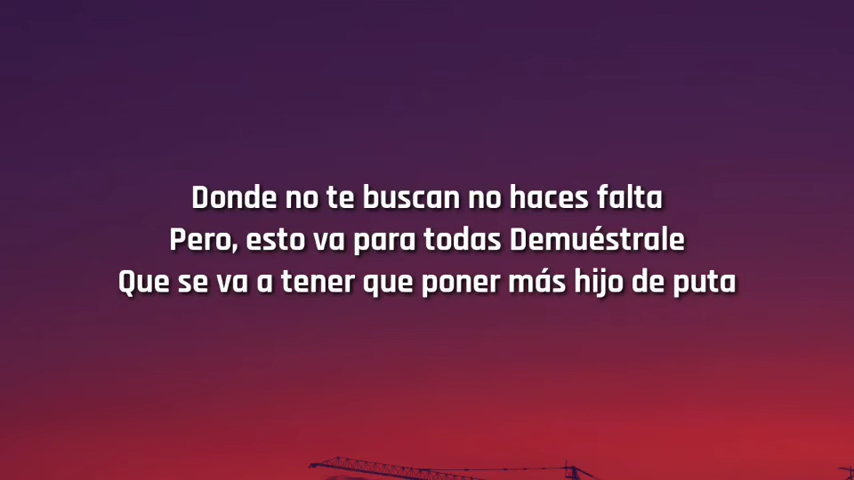 Donde no te buscan no haces falta
Pero, esto va para todas Demuéstrale
Que se va a tener que poner más hijo de puta